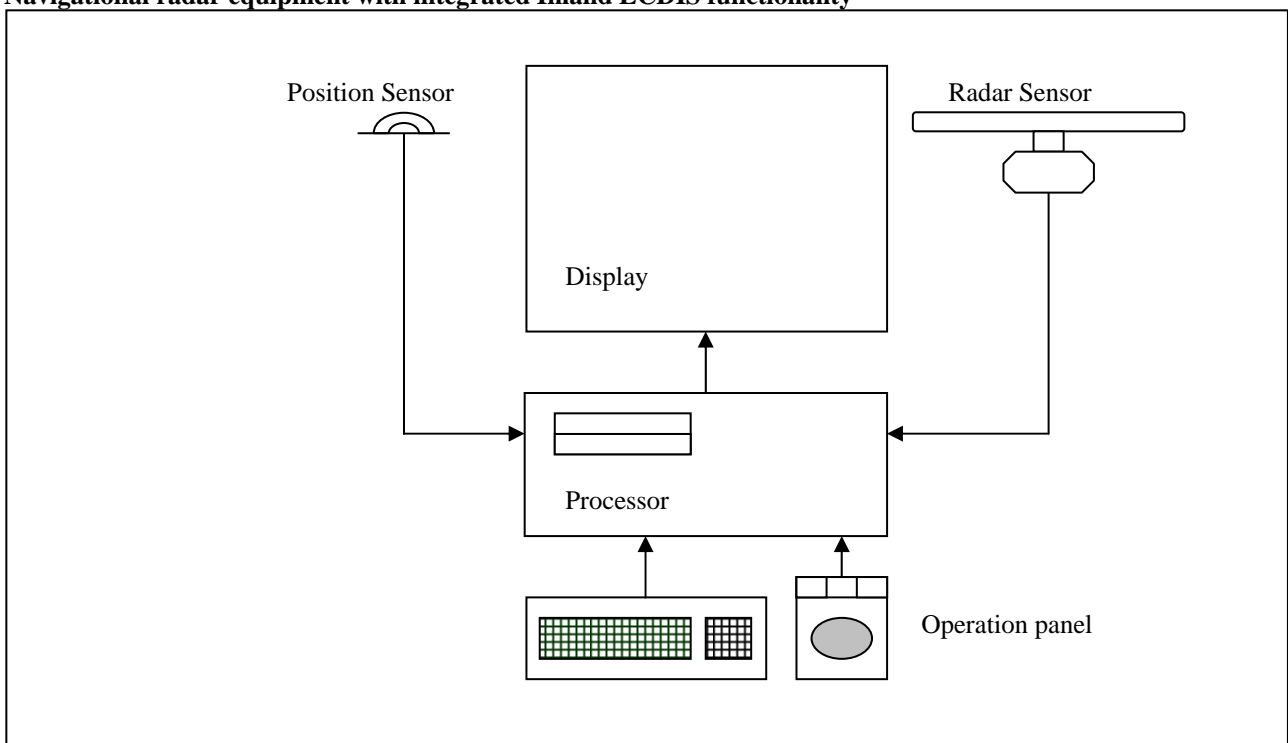 Navigational radar equipment with integrated Inland ECDIS functionality
Position Sensor
Radar Sensor
Display
Processor
Operation panel